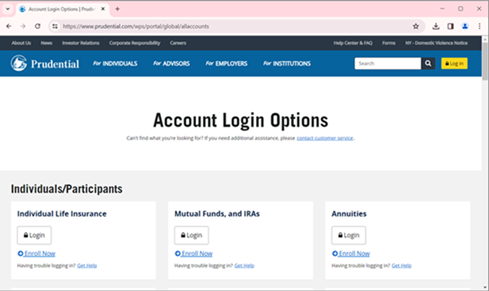 Account Login Options | Prude
https://www.prudential.com/wps/portal/global/allaccounts
About Us News Investor Relations Corporate Responsibility Careers Help Center & FAQ Forms NY - Domestic Violence Notice
Prudential For INDIVIDUALS For ADVISORS For EMPLOYERS For INSTITUTIONS Search Log in
Account Login Options
Can't find what you're looking for? If you need additional assistance, please contact customer service.
Individuals/Participants
Individual Life Insurance Mutual Funds, and IRAs Annuities
Login Login Login
Enroll Now Enroll Now Enroll Now
Having trouble logging in? Get Help Having trouble logging in? Get Help Having trouble logging in? Get Help